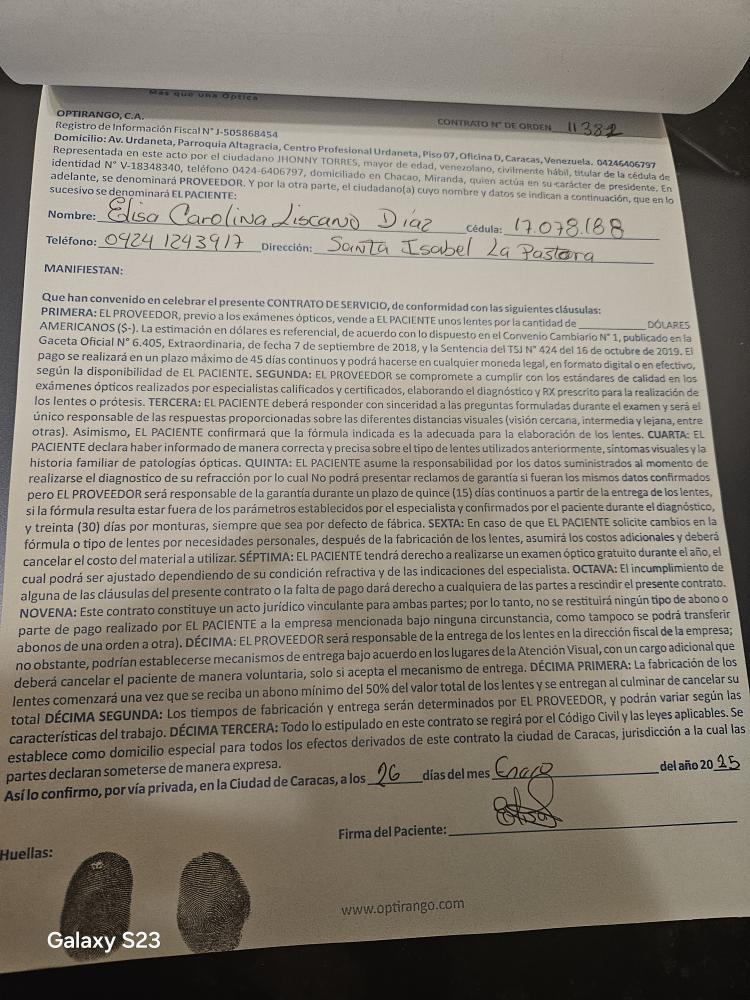 Más que una Óptica
OPTIRANGO, C.A.
CONTRATO N° DE ORDEN 11382
Registro de Información Fiscal N° J-505868454
Domicilio: Av. Urdaneta, Parroquia Altagracia, Centro Profesional Urdaneta, Piso 07, Oficina D, Caracas, Venezuela. 04246406797
Representada en este acto por el ciudadano JHONNY TORRES, mayor de edad, venezolano, civilmente hábil, titular de la cédula de
identidad N° V-18348340, teléfono 0424-6406797, domiciliado en Chacao, Miranda, quien actúa en su carácter de presidente. En
adelante, se denominará PROVEEDOR. Y por la otra parte, el ciudadano(a) cuyo nombre y datos se indican a continuación, que en lo
sucesivo se denominará EL PACIENTE:
Nombre: Elisa Carolina Liscano Díaz Cédula: 17.078.188
Teléfono: 0424 1243917 Dirección: Santa Isabel La Pastora
MANIFIESTAN:
Que han convenido en celebrar el presente CONTRATO DE SERVICIO, de conformidad con las siguientes cláusulas:
PRIMERA: EL PROVEEDOR, previo a los exámenes ópticos, vende a EL PACIENTE unos lentes por la cantidad de __________ DÓLARES
AMERICANOS ($-). La estimación en dólares es referencial, de acuerdo con lo dispuesto en el Convenio Cambiario N° 1, publicado en la
Gaceta Oficial N° 6.405, Extraordinaria, de fecha 7 de septiembre de 2018, y la Sentencia del TSJ N° 424 del 16 de octubre de 2019. El
pago se realizará en un plazo máximo de 45 días continuos y podrá hacerse en cualquier moneda legal, en formato digital o en efectivo,
según la disponibilidad de EL PACIENTE. SEGUNDA: EL PROVEEDOR se compromete a cumplir con los estándares de calidad en los
exámenes ópticos realizados por especialistas calificados y certificados, elaborando el diagnóstico y RX prescrito para la realización de
los lentes o prótesis. TERCERA: EL PACIENTE deberá responder con sinceridad a las preguntas formuladas durante el examen y será el
único responsable de las respuestas proporcionadas sobre las diferentes distancias visuales (visión cercana, intermedia y lejana, entre
otras). Asimismo, EL PACIENTE confirmará que la fórmula indicada es la adecuada para la elaboración de los lentes. CUARTA: EL
PACIENTE declara haber informado de manera correcta y precisa sobre el tipo de lentes utilizados anteriormente, síntomas visuales y la
historia familiar de patologías ópticas. QUINTA: EL PACIENTE asume la responsabilidad por los datos suministrados al momento de
realizarse el diagnostico de su refracción por lo cual No podrá presentar reclamos de garantía si fueran los mismos datos confirmados
pero EL PROVEEDOR será responsable de la garantía durante un plazo de quince (15) días continuos a partir de la entrega de los lentes,
si la fórmula resulta estar fuera de los parámetros establecidos por el especialista y confirmados por el paciente durante el diagnóstico,
y treinta (30) días por monturas, siempre que sea por defecto de fábrica. SEXTA: En caso de que EL PACIENTE solicite cambios en la
fórmula o tipo de lentes por necesidades personales, después de la fabricación de los lentes, asumirá los costos adicionales y deberá
cancelar el costo del material a utilizar. SÉPTIMA: EL PACIENTE tendrá derecho a realizarse un examen óptico gratuito durante el año, el
cual podrá ser ajustado dependiendo de su condición refractiva y de las indicaciones del especialista. OCTAVA: El incumplimiento de
alguna de las cláusulas del presente contrato o la falta de pago dará derecho a cualquiera de las partes a rescindir el presente contrato.
NOVENA: Este contrato constituye un acto jurídico vinculante para ambas partes; por lo tanto, no se restituirá ningún tipo de abono o
parte de pago realizado por EL PACIENTE a la empresa mencionada bajo ninguna circunstancia, como tampoco se podrá transferir
abonos de una orden a otra). DÉCIMA: EL PROVEEDOR será responsable de la entrega de los lentes en la dirección fiscal de la empresa;
no obstante, podrían establecerse mecanismos de entrega bajo acuerdo en los lugares de la Atención Visual, con un cargo adicional que
deberá cancelar el paciente de manera voluntaria, solo si acepta el mecanismo de entrega. DÉCIMA PRIMERA: La fabricación de los
lentes comenzará una vez que se reciba un abono mínimo del 50% del valor total de los lentes y se entregan al culminar de cancelar su
total DÉCIMA SEGUNDA: Los tiempos de fabricación y entrega serán determinados por EL PROVEEDOR, y podrán variar según las
características del trabajo. DÉCIMA TERCERA: Todo lo estipulado en este contrato se regirá por el Código Civil y las leyes aplicables. Se
establece como domicilio especial para todos los efectos derivados de este contrato la ciudad de Caracas, jurisdicción a la cual las
partes declaran someterse de manera expresa.
Así lo confirmo, por vía privada, en la Ciudad de Caracas, a los 26 días del mes Enero del año 2025
Firma del Paciente:
Huellas:
www.optirango.com
Galaxy S23